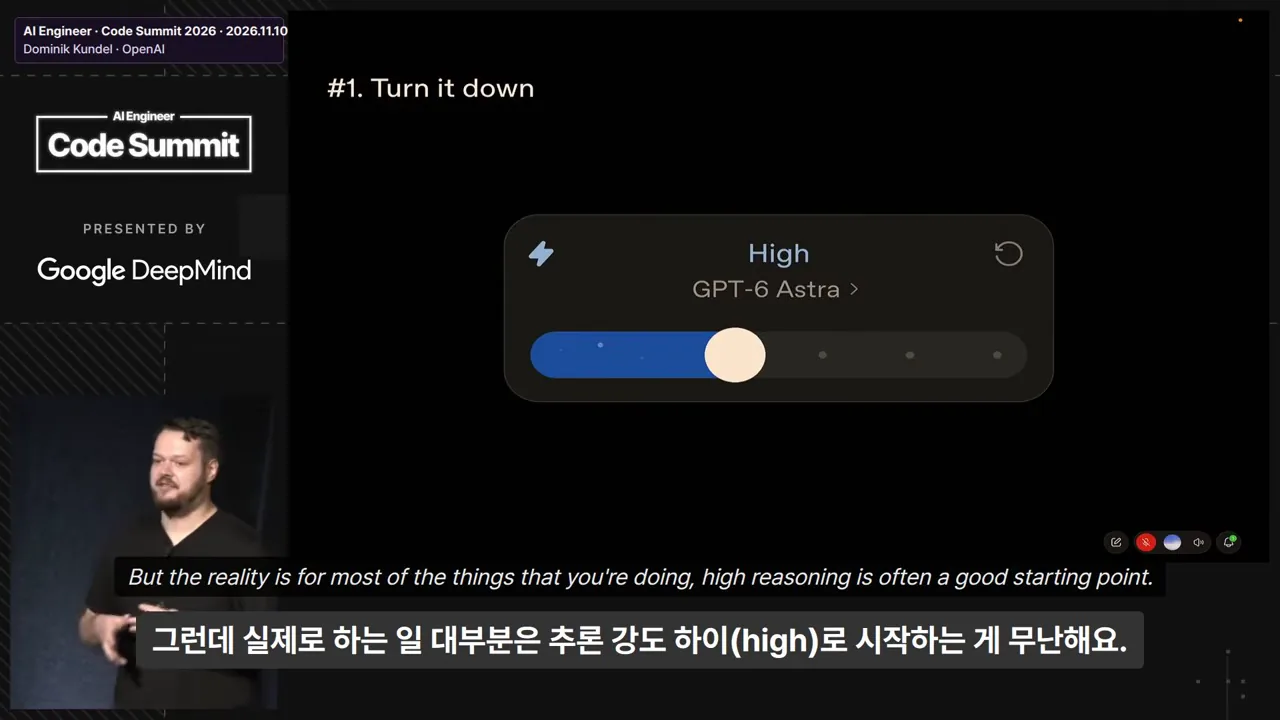 AI Engineer · Code Summit 2026 · 2026.11.10
Dominik Kundel · OpenAI
AI Engineer
Code Summit
PRESENTED BY
Google DeepMind
#1. Turn it down
High
GPT-6 Astra >
But the reality is for most of the things that you're doing, high reasoning is often a good starting point.
그런데 실제로 하는 일 대부분은 추론 강도 하이(high)로 시작하는 게 무난해요.